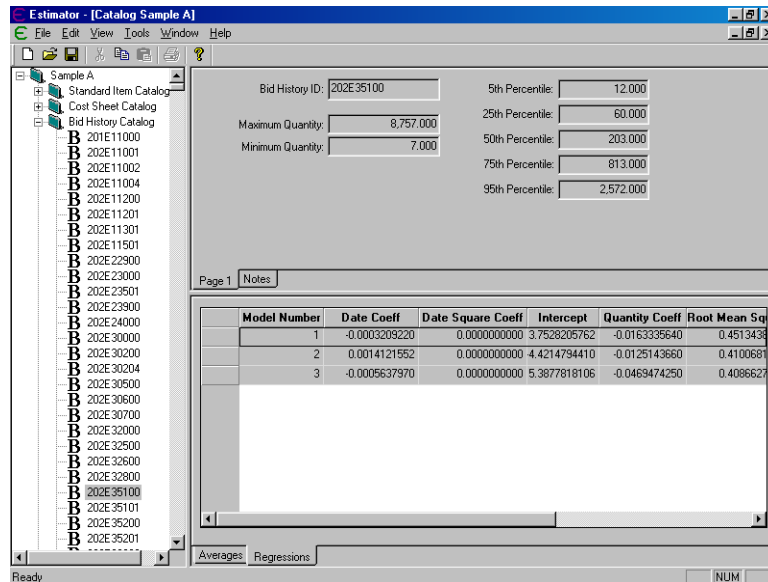 Estimator - [Catalog Sample A]
File Edit View Tools Window Help
Sample A
Standard Item Catalog
Cost Sheet Catalog
Bid History Catalog
B 201E11000
B 202E11001
B 202E11002
B 202E11004
B 202E11200
B 202E11201
B 202E11301
B 202E11501
B 202E22900
B 202E23000
B 202E23501
B 202E23900
B 202E24000
B 202E30000
B 202E30200
B 202E30204
B 202E30500
B 202E30600
B 202E30700
B 202E32000
B 202E32500
B 202E32600
B 202E32800
B 202E35100
B 202E35101
B 202E35200
B 202E35201
Bid History ID: 202E35100
Maximum Quantity: 8,757.000
Minimum Quantity: 7.000
5th Percentile: 12.000
25th Percentile: 60.000
50th Percentile: 203.000
75th Percentile: 813.000
95th Percentile: 2,572.000
Page 1 Notes
Model Number Date Coeff Date Square Coeff Intercept Quantity Coeff Root Mean Squ
1 -0.0003209220 0.0000000000 3.7528205762 -0.0163335640 0.4513438
2 0.0014121552 0.0000000000 4.4214794410 -0.0125143660 0.4100681
3 -0.0005637970 0.0000000000 5.3877818106 -0.0469474250 0.4086627
Averages Regressions
Ready NUM